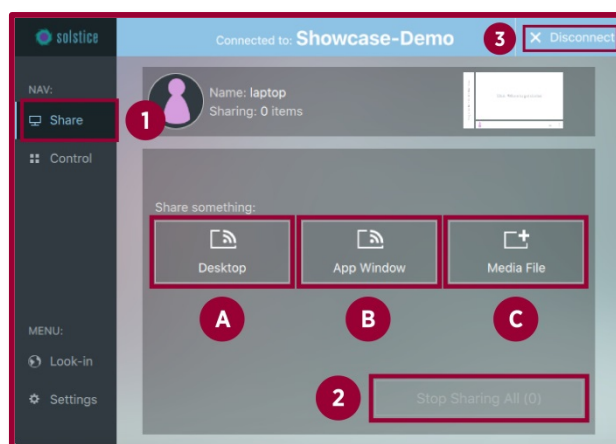 solstice
Connected to: Showcase-Demo
3
Disconnect
NAV:
Name: laptop
Sharing: 0 items
1
Share
Control
Share something:
Desktop
App Window
Media File
A
B
C
MENU:
Look-in
Settings
2
Stop Sharing All (0)